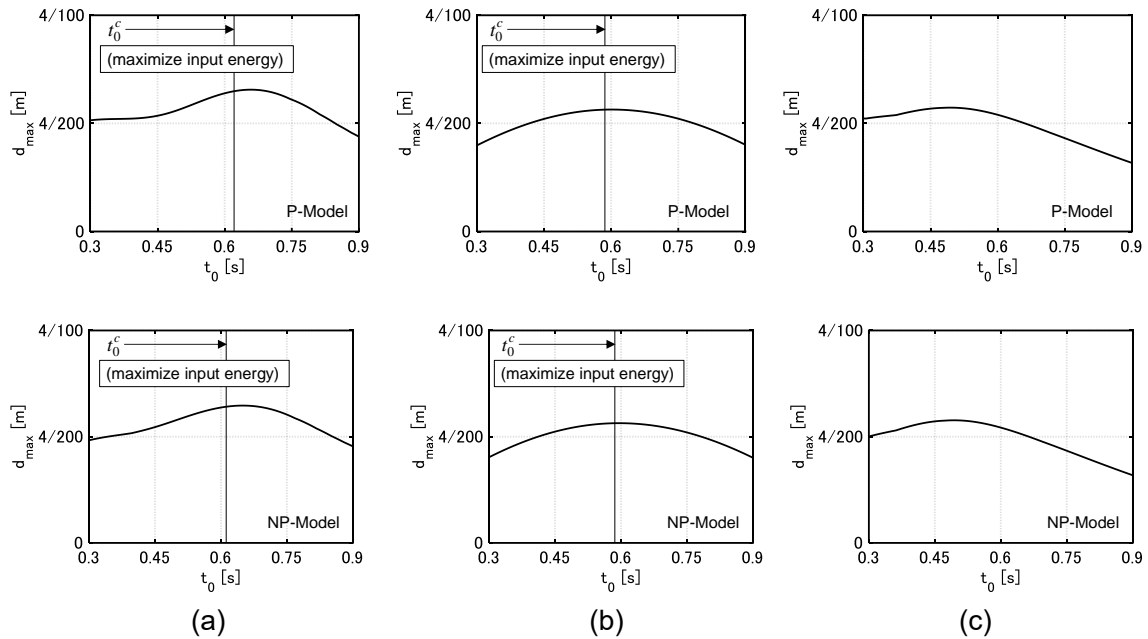 4/100
t₀ᶜ
(maximize input energy)
4/200
d_max [m]
P-Model
0
0.3 0.45 0.6 0.75 0.9
t₀ [s]
4/100
t₀ᶜ
(maximize input energy)
4/200
d_max [m]
P-Model
0
0.3 0.45 0.6 0.75 0.9
t₀ [s]
4/100
4/200
d_max [m]
P-Model
0
0.3 0.45 0.6 0.75 0.9
t₀ [s]
4/100
t₀ᶜ
(maximize input energy)
4/200
d_max [m]
NP-Model
0
0.3 0.45 0.6 0.75 0.9
t₀ [s]
(a)
4/100
t₀ᶜ
(maximize input energy)
4/200
d_max [m]
NP-Model
0
0.3 0.45 0.6 0.75 0.9
t₀ [s]
(b)
4/100
4/200
d_max [m]
NP-Model
0
0.3 0.45 0.6 0.75 0.9
t₀ [s]
(c)